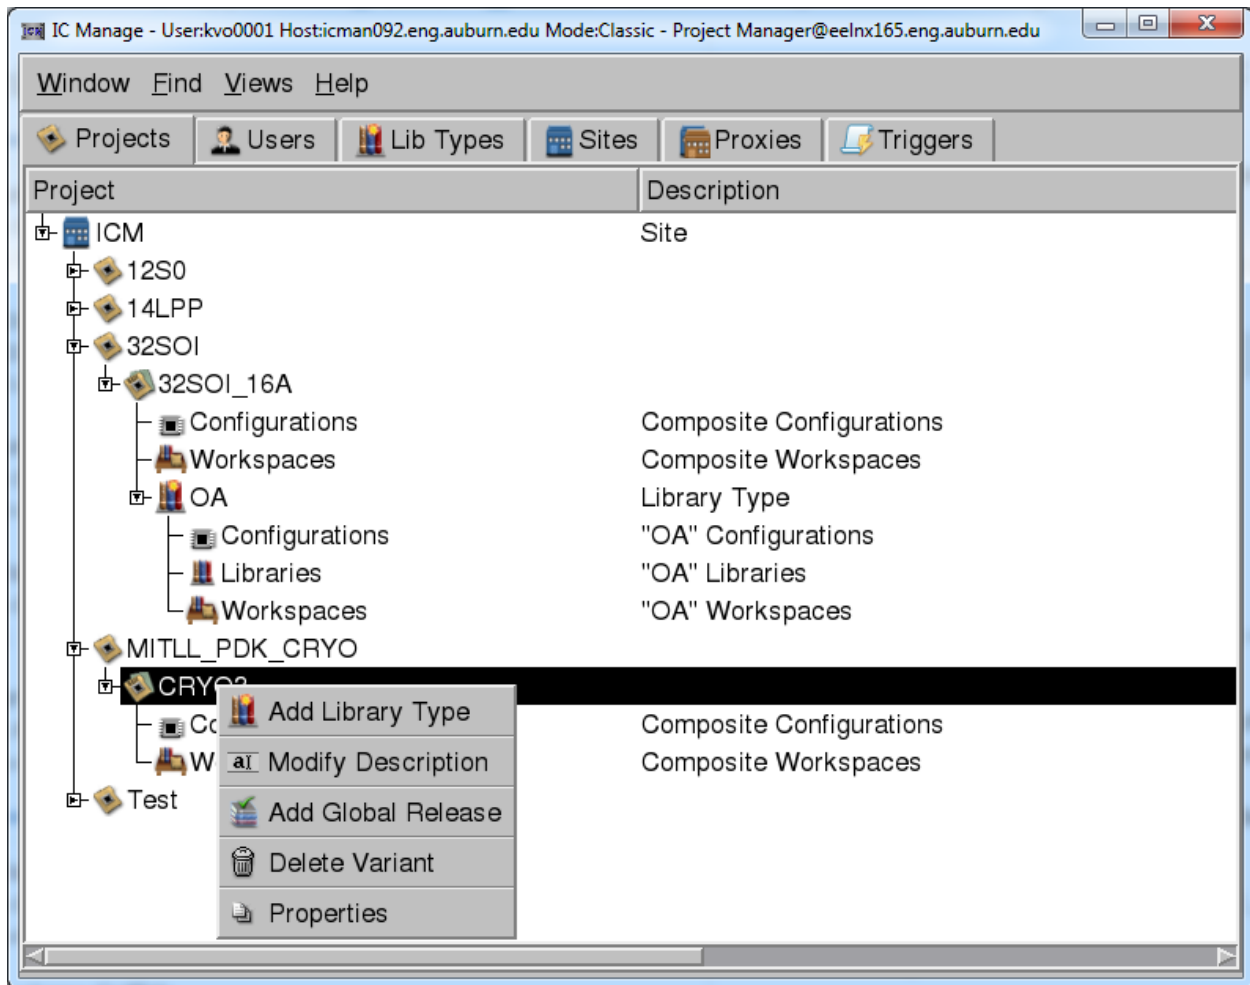 IC Manage - User:kvo0001 Host:icman092.eng.auburn.edu Mode:Classic - Project Manager@eelnx165.eng.auburn.edu
Window Find Views Help
Projects Users Lib Types Sites Proxies Triggers
Project Description
ICM Site
12S0
14LPP
32SOI
32SOI_16A
Configurations Composite Configurations
Workspaces Composite Workspaces
OA Library Type
Configurations "OA" Configurations
Libraries "OA" Libraries
Workspaces "OA" Workspaces
MITLL_PDK_CRYO
Add Library Type
Composite Configurations
Modify Description
Composite Workspaces
Test
Add Global Release
Delete Variant
Properties